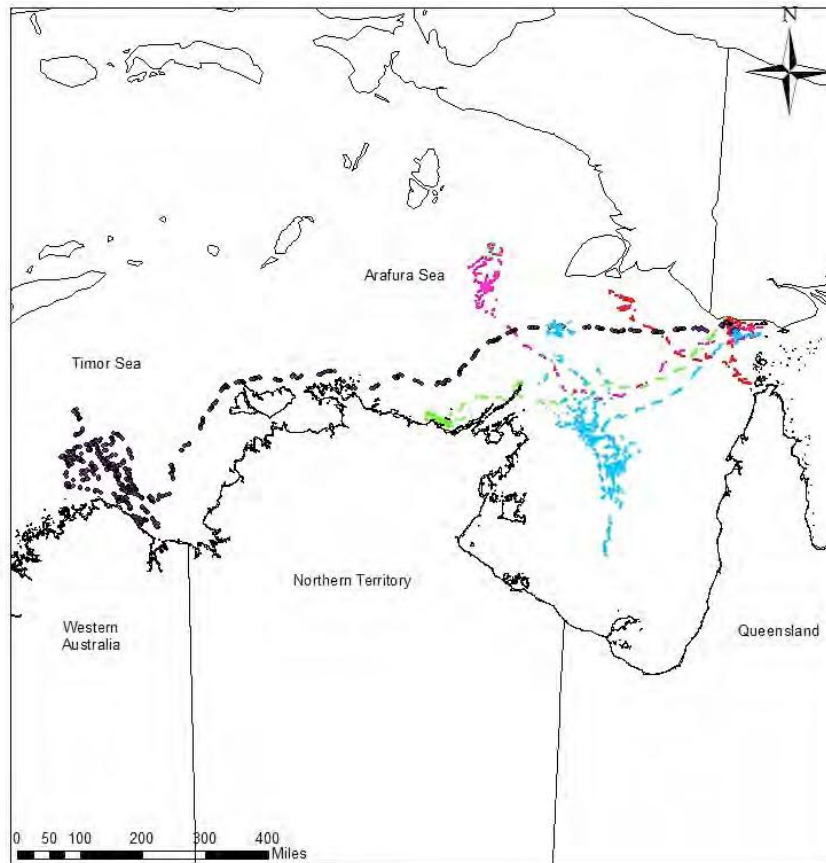 N
Arafura Sea
Timor Sea
Northern Territory
Western
Australia
Queensland
0 50 100 200 300 400
Miles